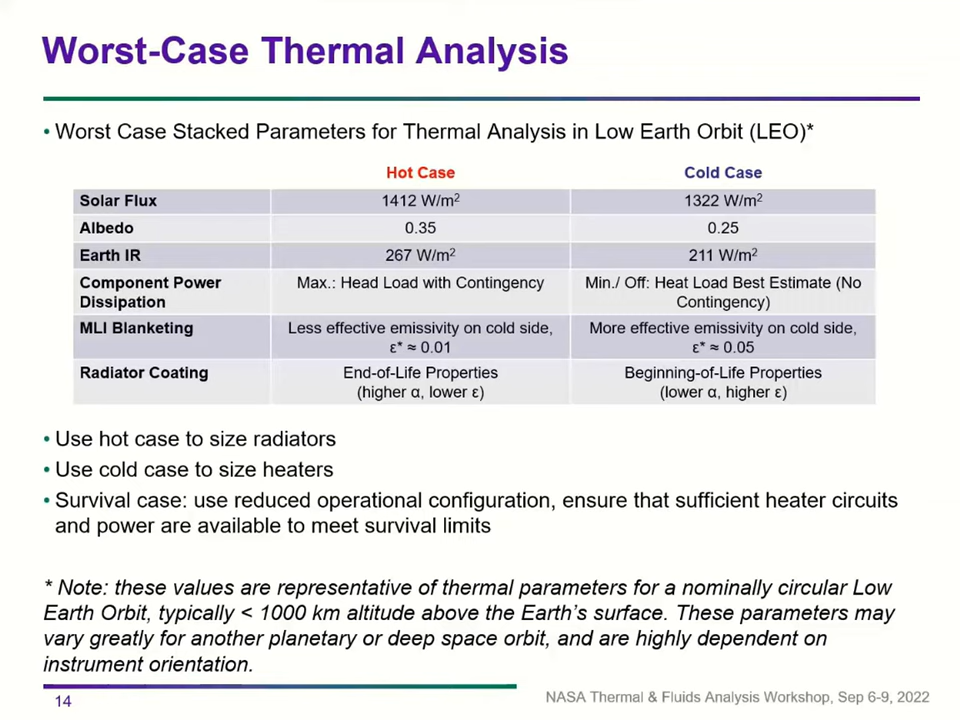 Worst-Case Thermal Analysis
• Worst Case Stacked Parameters for Thermal Analysis in Low Earth Orbit (LEO)*
Hot Case Cold Case
Solar Flux 1412 W/m² 1322 W/m²
Albedo 0.35 0.25
Earth IR 267 W/m² 211 W/m²
Component Power Dissipation Max.: Head Load with Contingency Min./ Off: Heat Load Best Estimate (No Contingency)
MLI Blanketing Less effective emissivity on cold side, ε* ≈ 0.01 More effective emissivity on cold side, ε* ≈ 0.05
Radiator Coating End-of-Life Properties (higher α, lower ε) Beginning-of-Life Properties (lower α, higher ε)
• Use hot case to size radiators
• Use cold case to size heaters
• Survival case: use reduced operational configuration, ensure that sufficient heater circuits
and power are available to meet survival limits
* Note: these values are representative of thermal parameters for a nominally circular Low
Earth Orbit, typically < 1000 km altitude above the Earth's surface. These parameters may
vary greatly for another planetary or deep space orbit, and are highly dependent on
instrument orientation.
14
NASA Thermal & Fluids Analysis Workshop, Sep 6-9, 2022